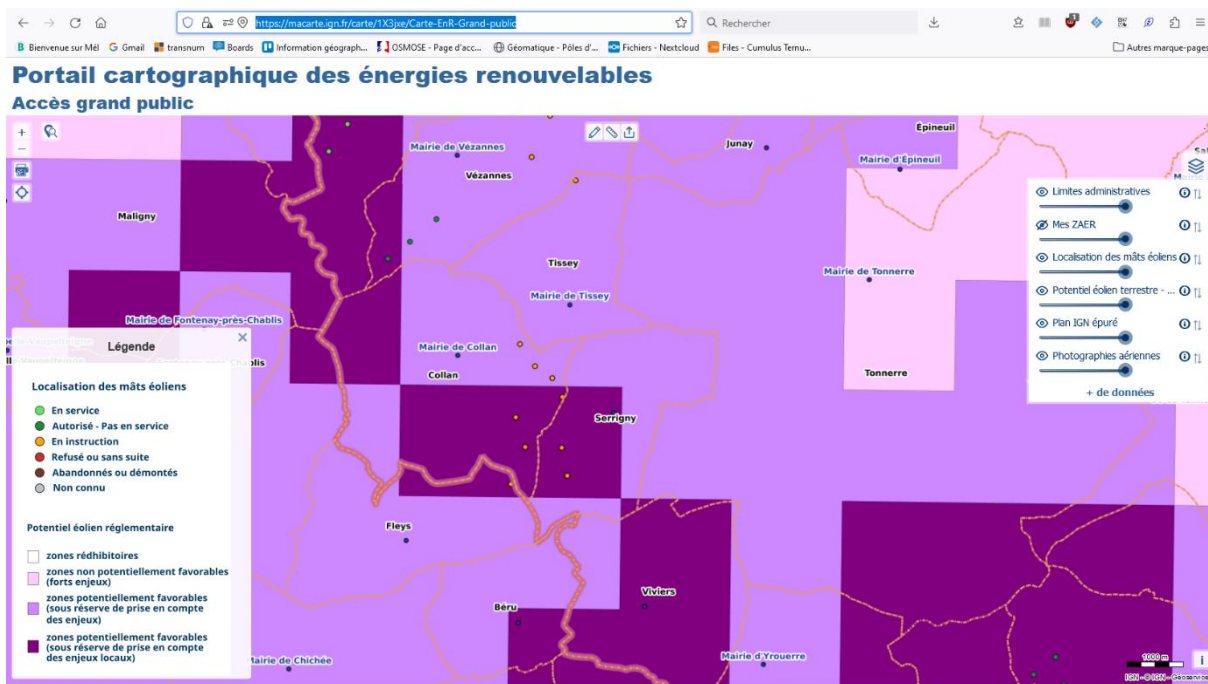 https://macarte.ign.fr/carte/1X3jxe/Carte-EnR-Grand-public
Rechercher
Bienvenue sur Mél
Gmail
transnum
Boards
Information géograph...
OSMOSE - Page d'acc...
Géomatique - Pôles d'...
Fichiers - Nextcloud
Files - Cumulus Ternu...
Autres marque-pages
Portail cartographique des énergies renouvelables
Accès grand public
Épineuil
Junay
Mairie de Vézannes
Mairie d'Épineuil
Vézannes
Limites administratives
Maligny
Mes ZAER
Tissey
Localisation des mâts éoliens
Mairie de Tonnerre
Mairie de Tissey
Potentiel éolien terrestre - ...
Mairie de Fontenay-près-Chablis
Plan IGN épuré
Mairie de Collan
Photographies aériennes
Collan
Tonnerre
+ de données
Serrigny
Fleys
Viviers
Béru
Mairie de Chichée
Mairie d'Yrouerre
Légende
Localisation des mâts éoliens
En service
Autorisé - Pas en service
En instruction
Refusé ou sans suite
Abandonnés ou démontés
Non connu
Potentiel éolien réglementaire
zones rédhibitoires
zones non potentiellement favorables
(forts enjeux)
zones potentiellement favorables
(sous réserve de prise en compte
des enjeux)
zones potentiellement favorables
(sous réserve de prise en compte
des enjeux locaux)
1000 m